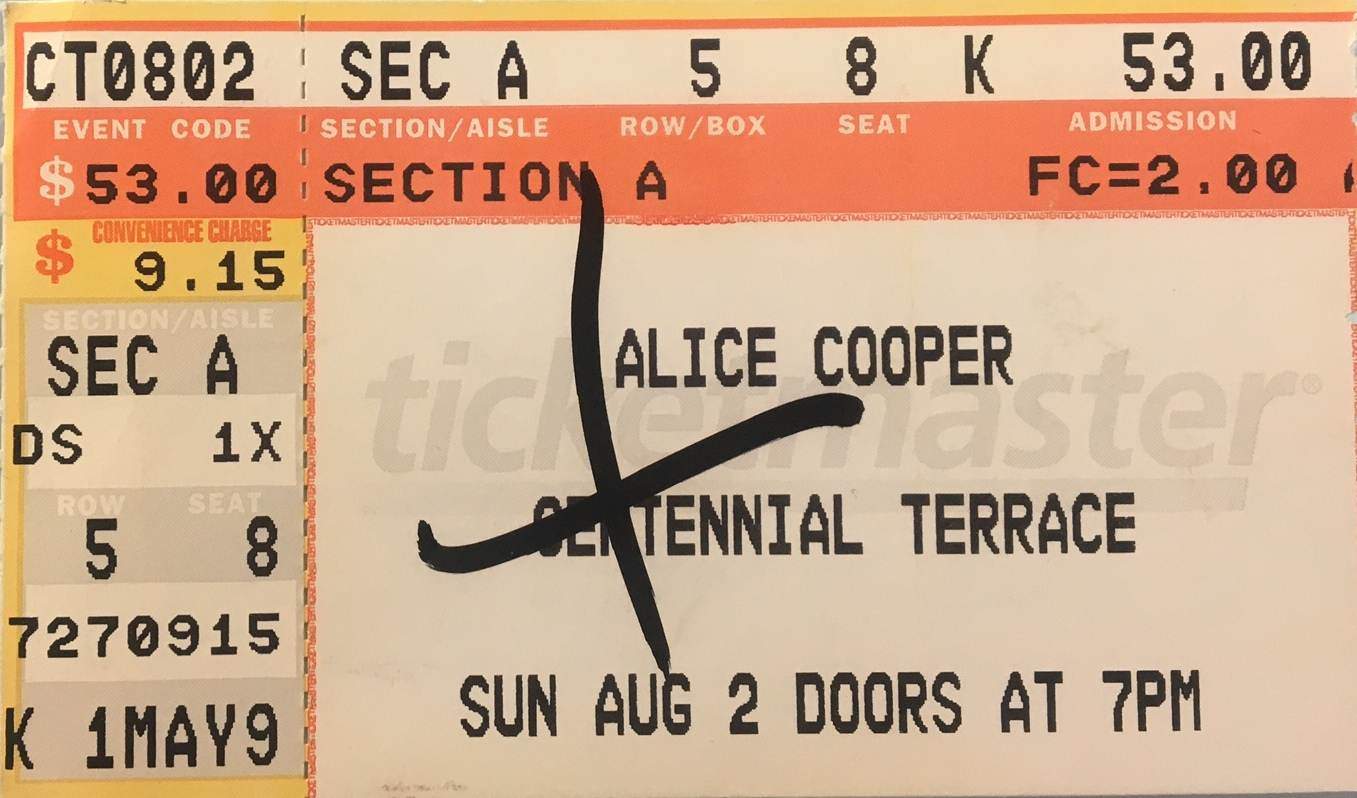 CT0802 SEC A 5 8 K 53.00
EVENT CODE SECTION/AISLE ROW/BOX SEAT ADMISSION
$53.00 SECTION A FC=2.00
CONVENIENCE CHARGE
$ 9.15
SECTION/AISLE
SEC A
DS 1X
ROW SEAT
5 8
7270915
K 1MAY9
ticketmaster®
ALICE COOPER
CENTENNIAL TERRACE
SUN AUG 2 DOORS AT 7PM